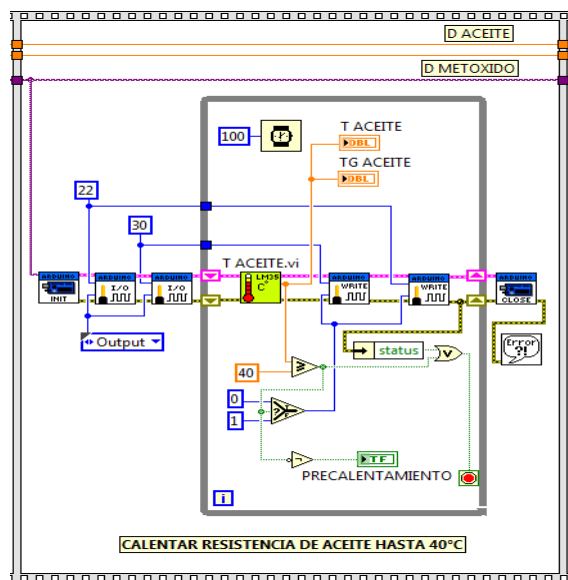 D ACEITE
D METOXIDO
100
T ACEITE
DBL
TG ACEITE
DBL
22
30
T ACEITE.vi
ARDUINO
INIT
ARDUINO
I/O
ARDUINO
I/O
LM35
C°
ARDUINO
WRITE
ARDUINO
WRITE
ARDUINO
CLOSE
Output
status
V
Error
?!
40
≥
0
1
?
T
F
TF
PRECALENTAMIENTO
i
CALENTAR RESISTENCIA DE ACEITE HASTA 40°C